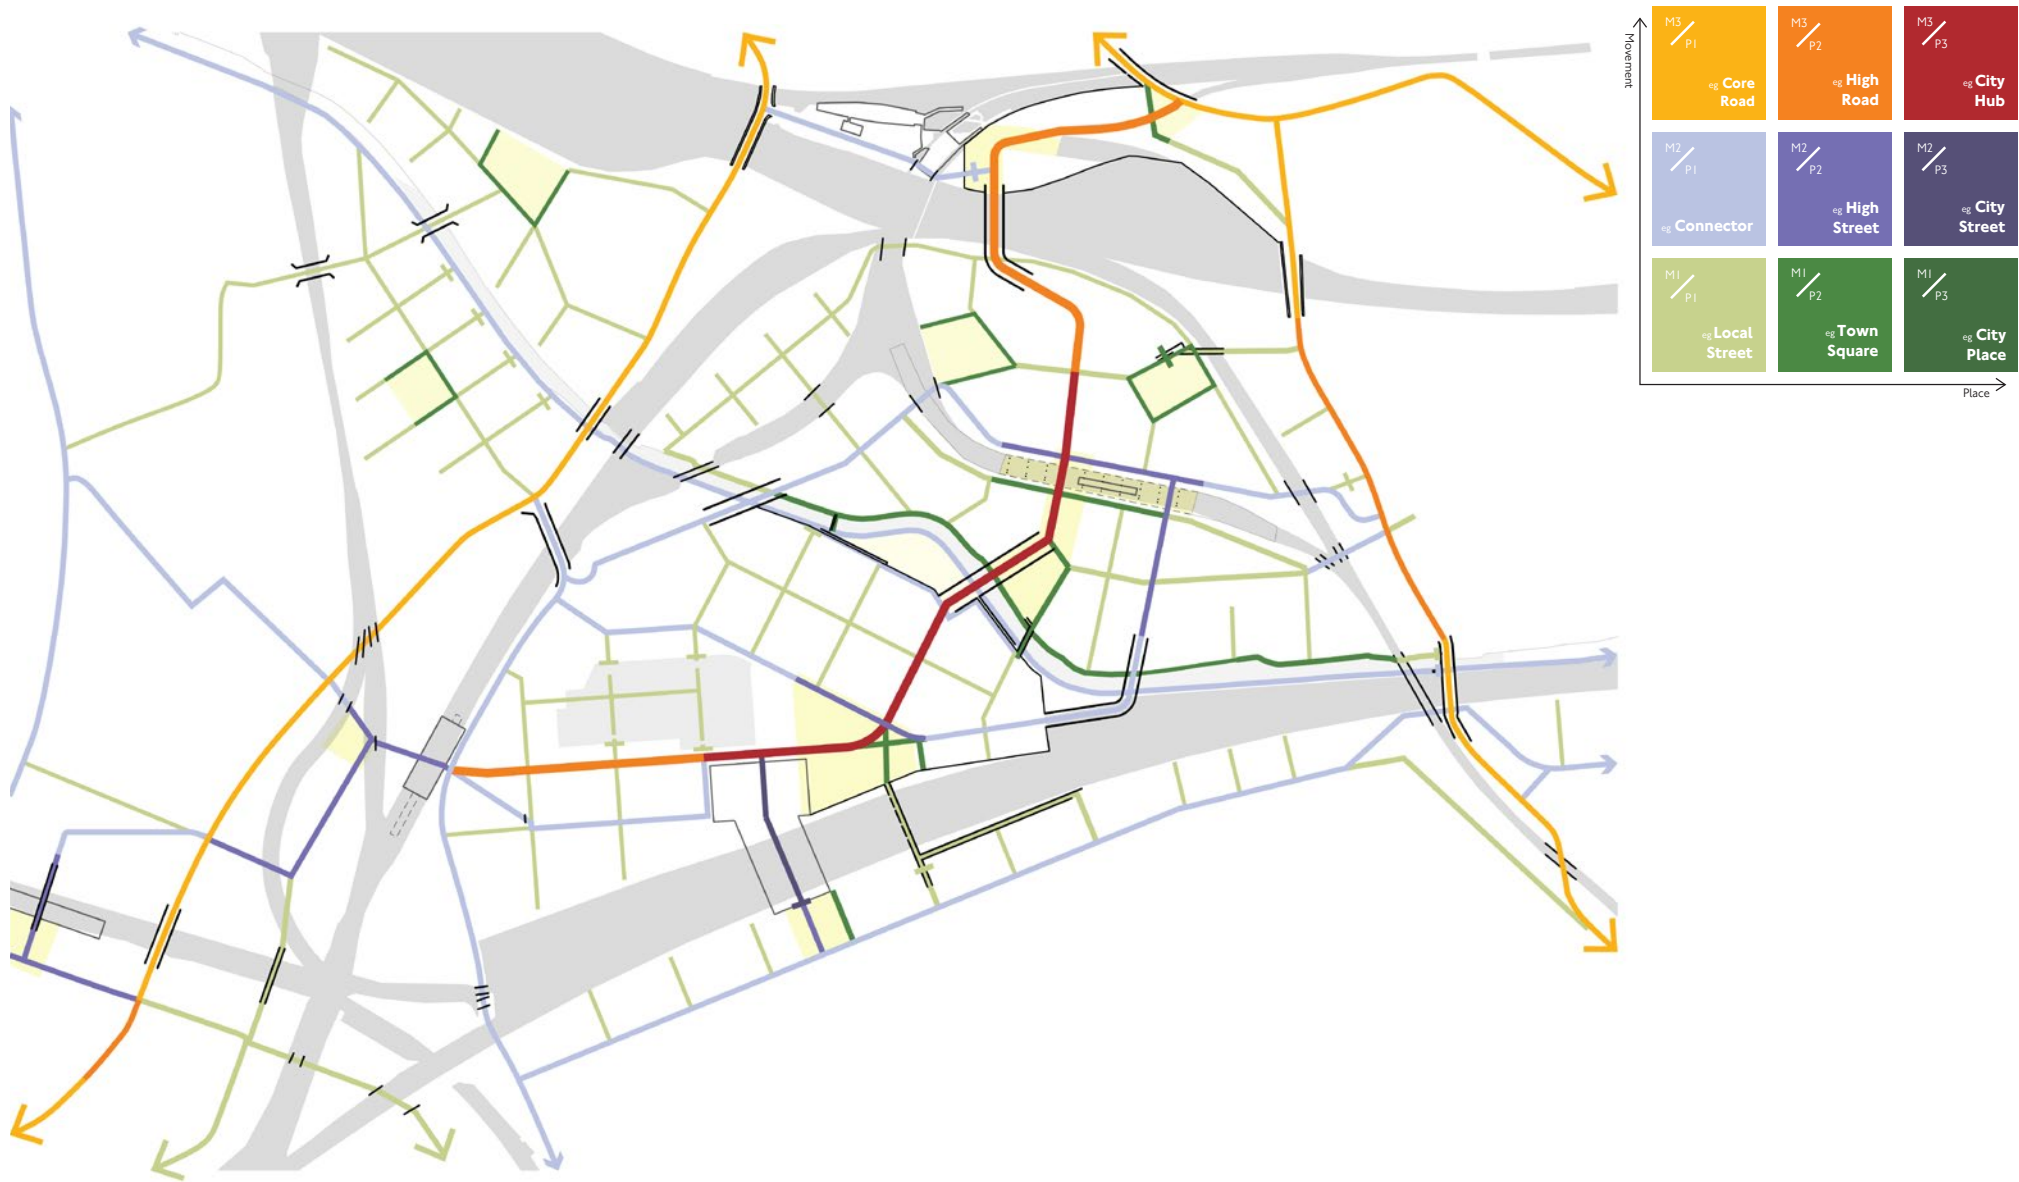 Movement
M3
P1
eg Core
Road
M3
P2
eg High
Road
M3
P3
eg City
Hub
M2
P1
eg Connector
M2
P2
eg High
Street
M2
P3
eg City
Street
M1
P1
eg Local
Street
M1
P2
eg Town
Square
M1
P3
eg City
Place
Place